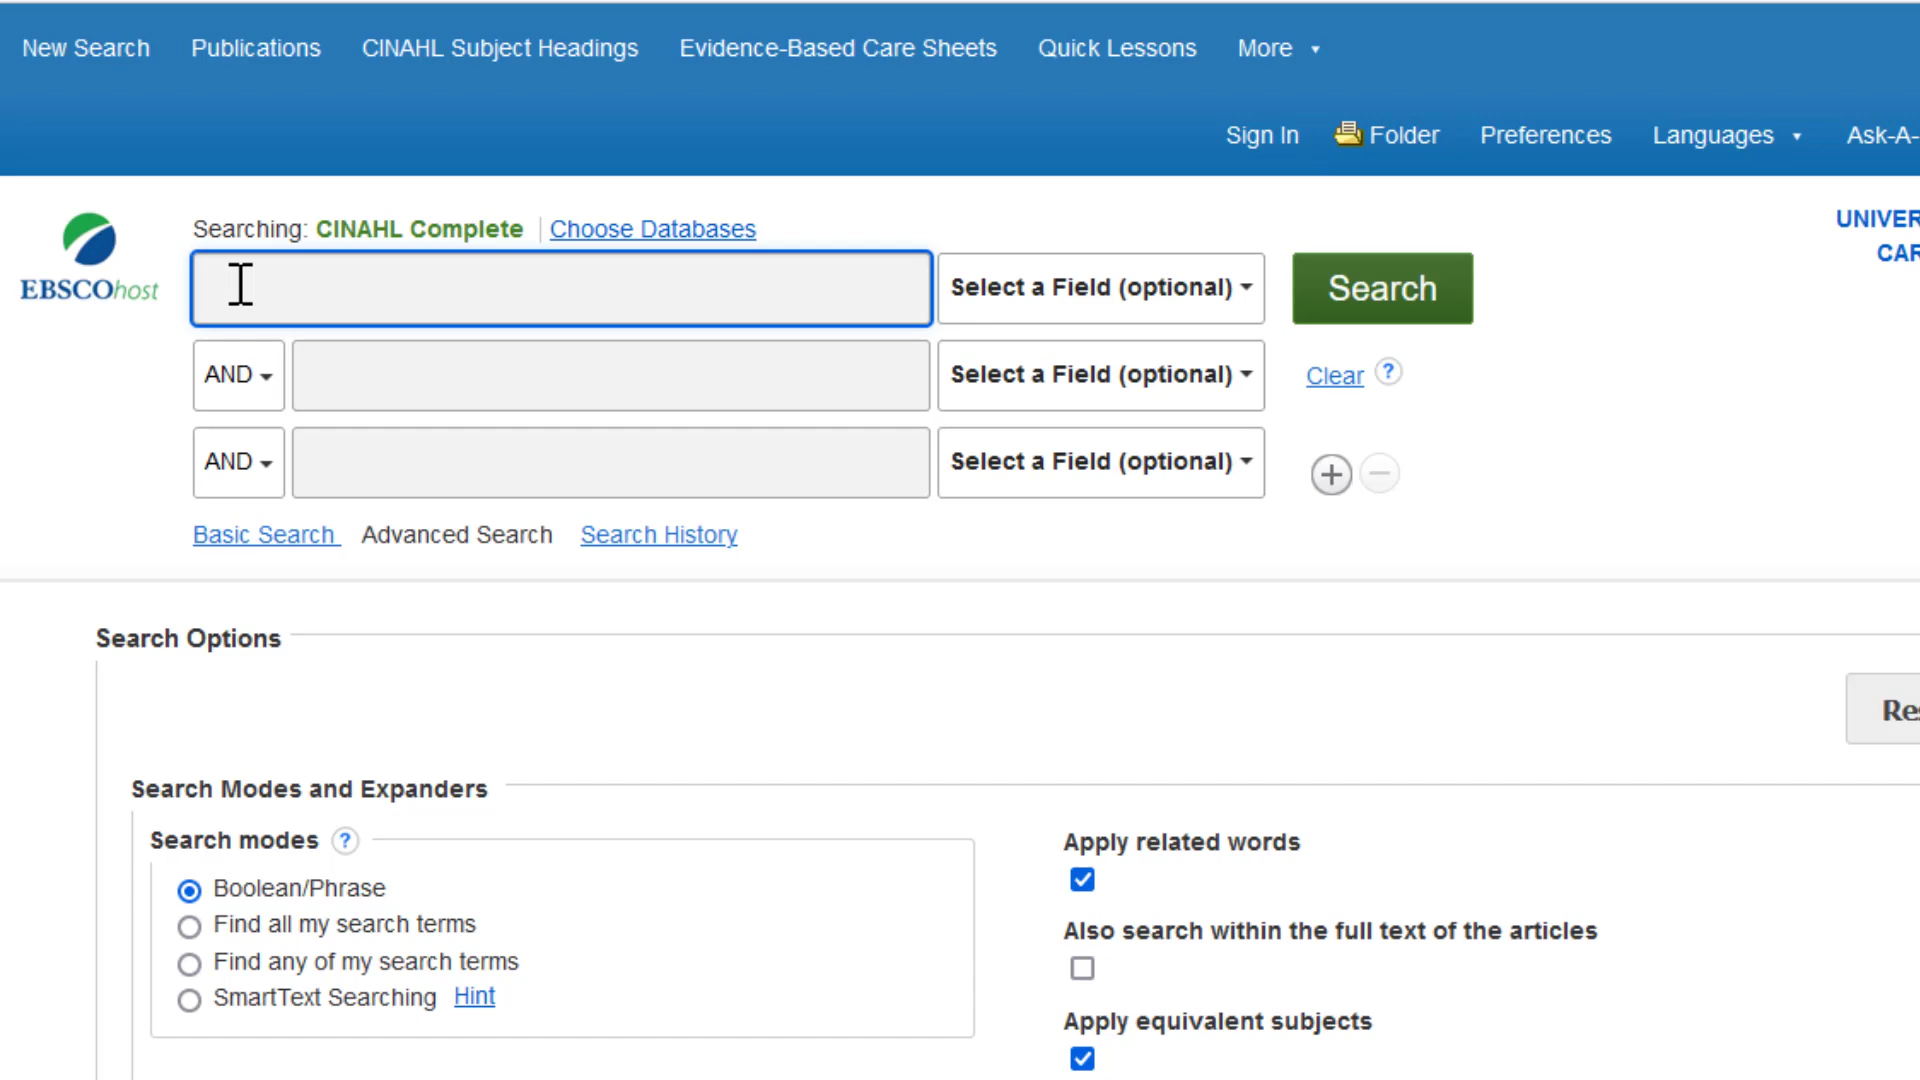 New Search Publications CINAHL Subject Headings Evidence-Based Care Sheets Quick Lessons More
Sign In Folder Preferences Languages Ask-A-
EBSCOhost
Searching: CINAHL Complete Choose Databases
UNIVER
CAR
Select a Field (optional) Search
AND Select a Field (optional) Clear ?
AND Select a Field (optional)
Basic Search Advanced Search Search History
Search Options
Res
Search Modes and Expanders
Search modes ?
Boolean/Phrase
Find all my search terms
Find any of my search terms
SmartText Searching Hint
Apply related words
Also search within the full text of the articles
Apply equivalent subjects